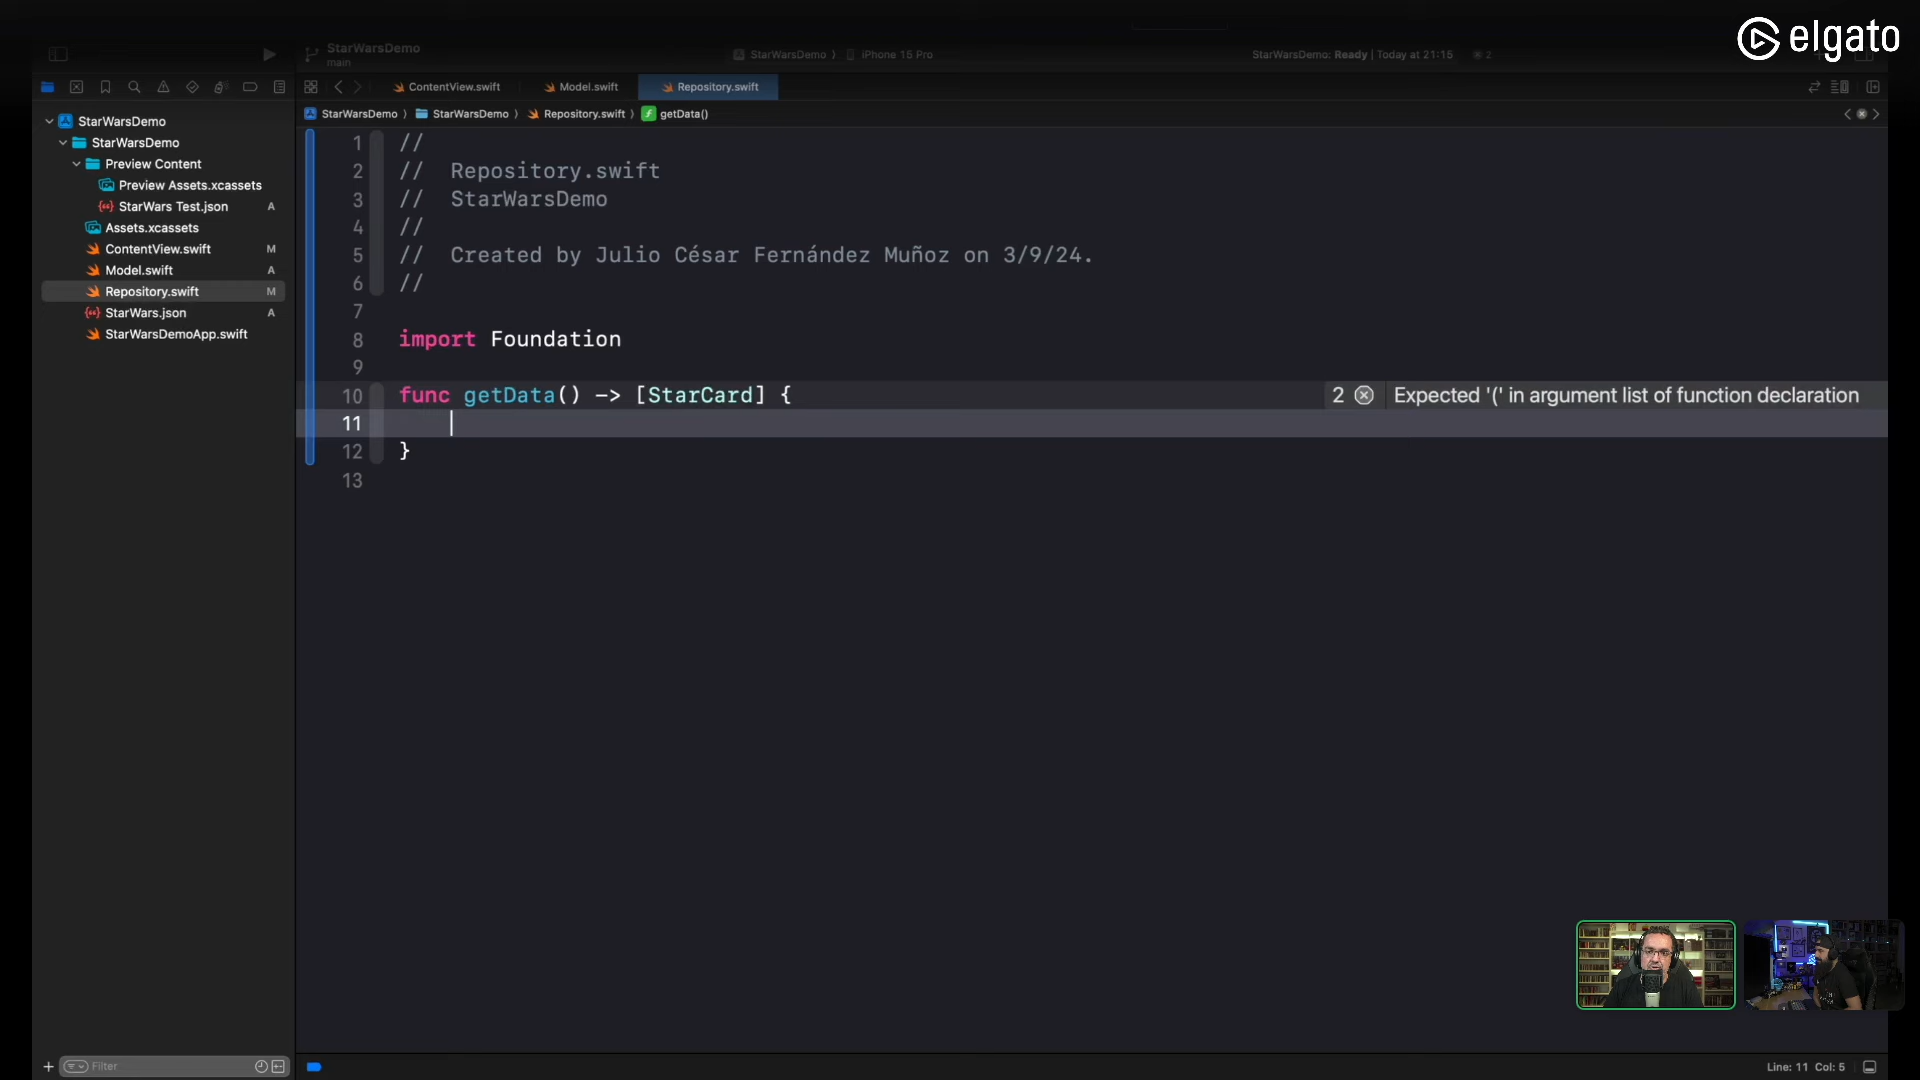 elgato
StarWarsDemo
main
StarWarsDemo
iPhone 15 Pro
StarWarsDemo: Ready | Today at 21:15
2
ContentView.swift
Model.swift
Repository.swift
StarWarsDemo
StarWarsDemo
Repository.swift
getData()
StarWarsDemo
StarWarsDemo
Preview Content
Preview Assets.xcassets
StarWars Test.json A
Assets.xcassets
ContentView.swift M
Model.swift A
Repository.swift M
StarWars.json A
StarWarsDemoApp.swift
1 //
2 // Repository.swift
3 // StarWarsDemo
4 //
5 // Created by Julio César Fernández Muñoz on 3/9/24.
6 //
7
8 import Foundation
9
10 func getData() -> [StarCard] {
2 Expected '(' in argument list of function declaration
11
12 }
13
Filter
Line: 11 Col: 5